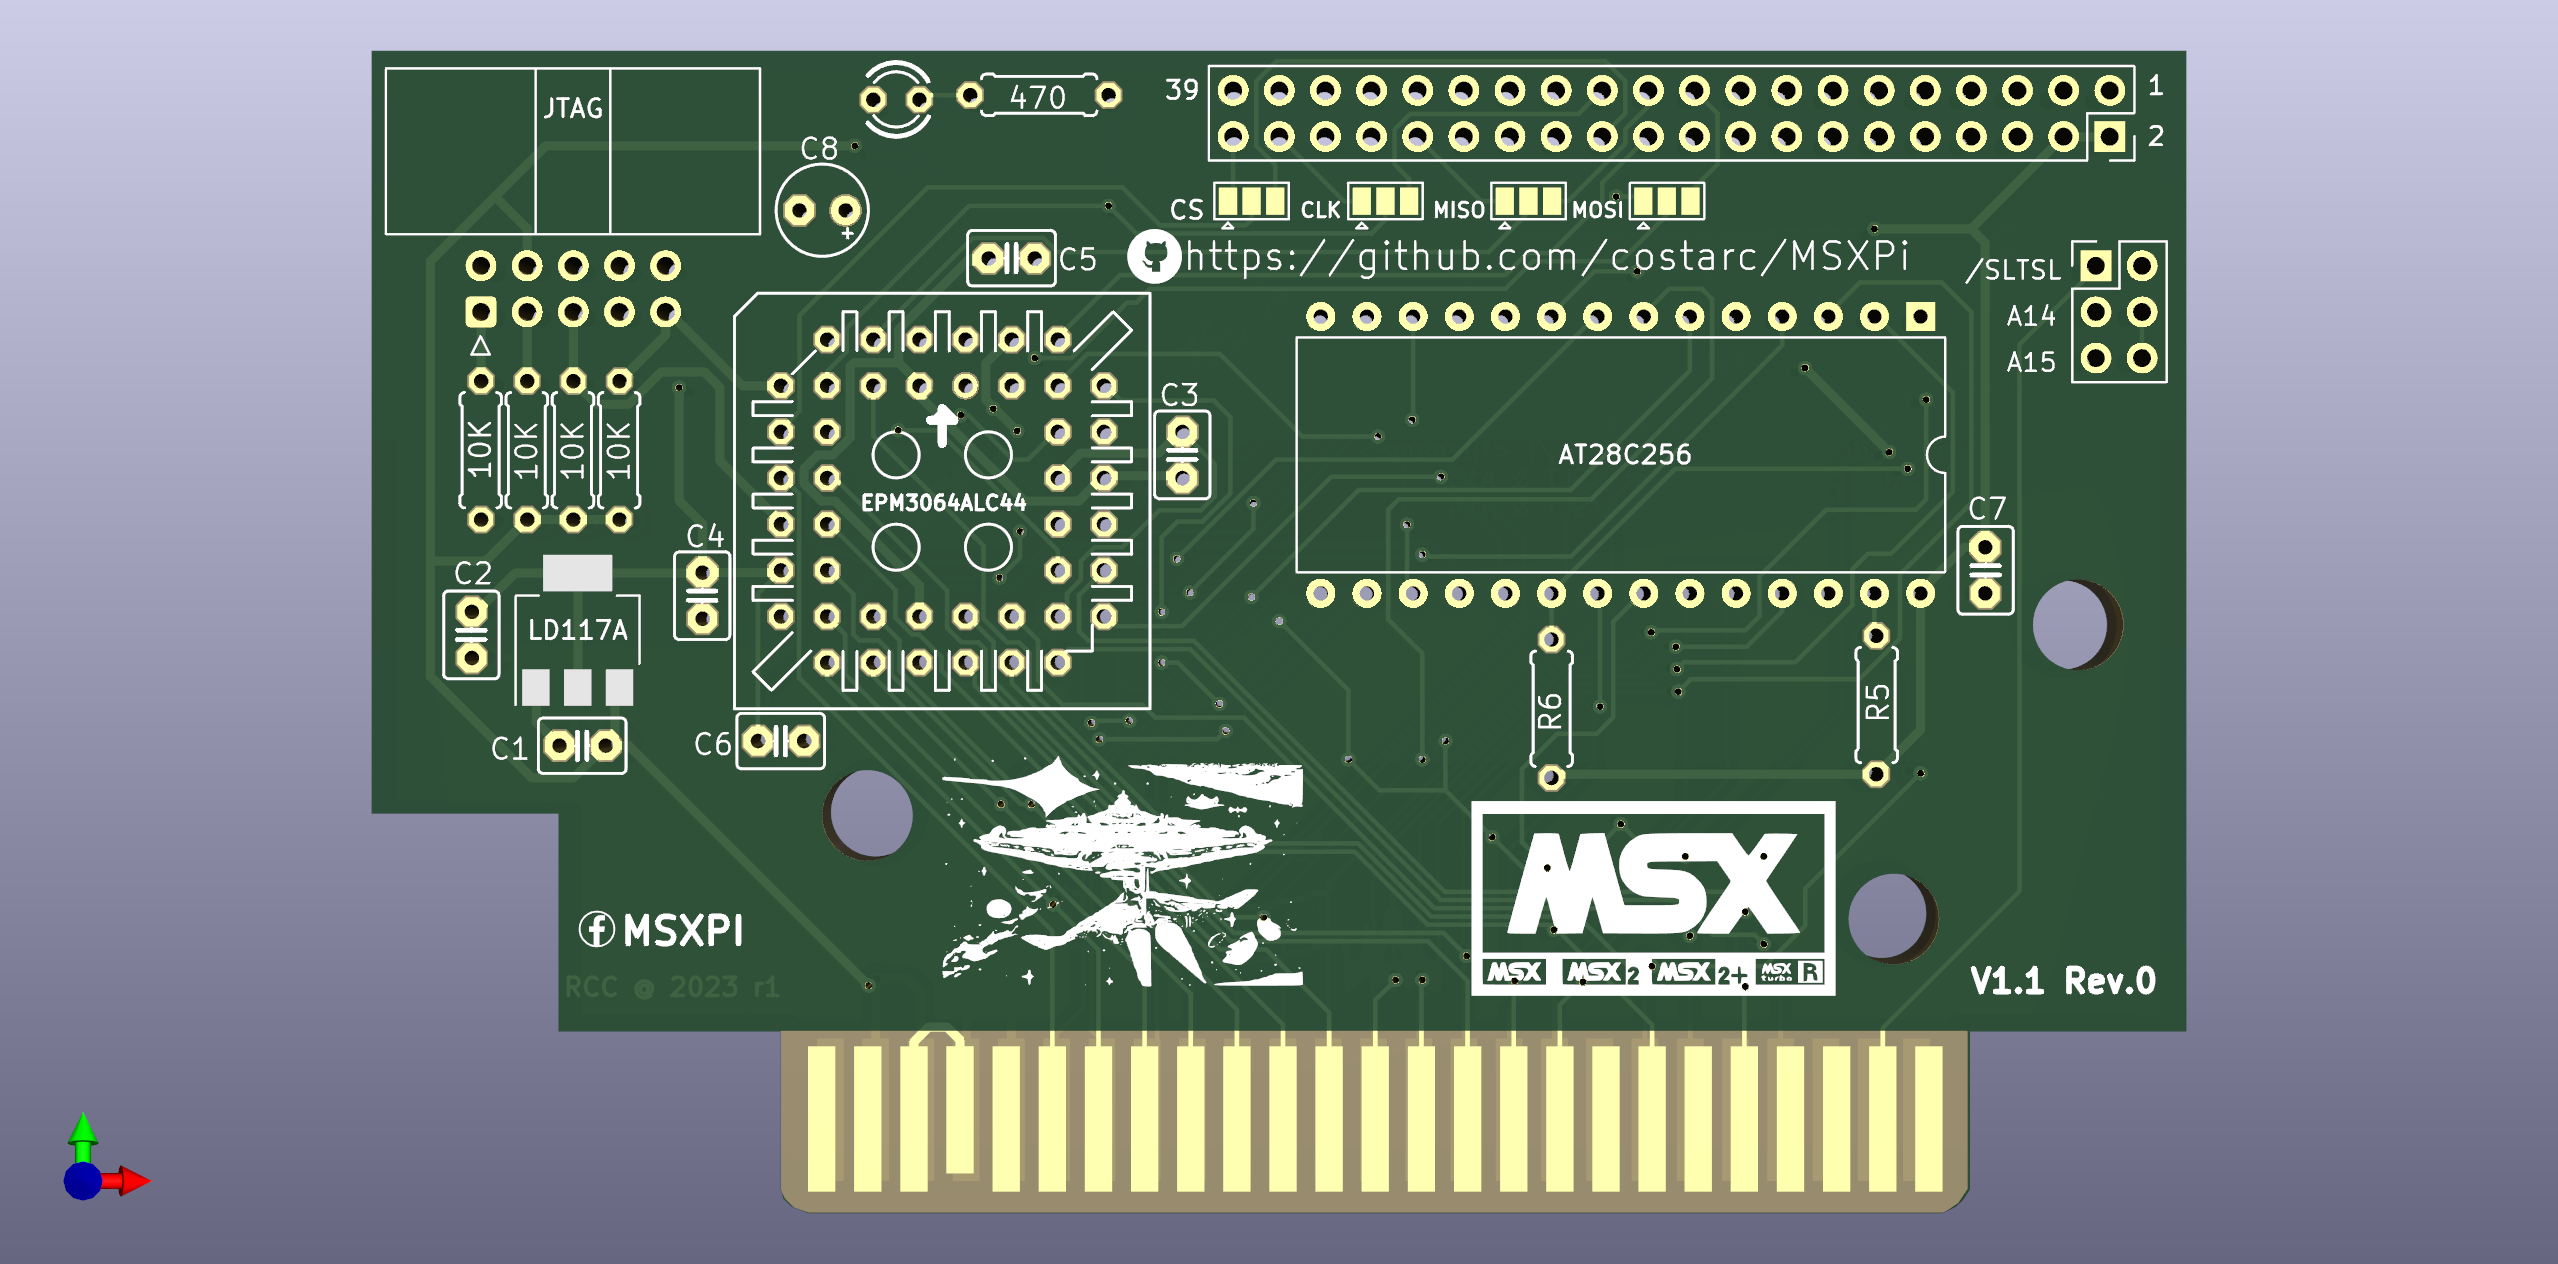 JTAG
470
39
1
2
C8
CS
CLK
MISO
MOSI
C5
https://github.com/costarc/MSXPi
/SLTSL
A14
A15
10K
10K
10K
10K
C3
AT28C256
EPM3064ALC44
C7
C4
C2
LD117A
R6
R5
C1
C6
MSX
MSXPI
MSX
MSX 2
MSX 2+
MSX turbo R
RCC @ 2023 r1
V1.1 Rev.0